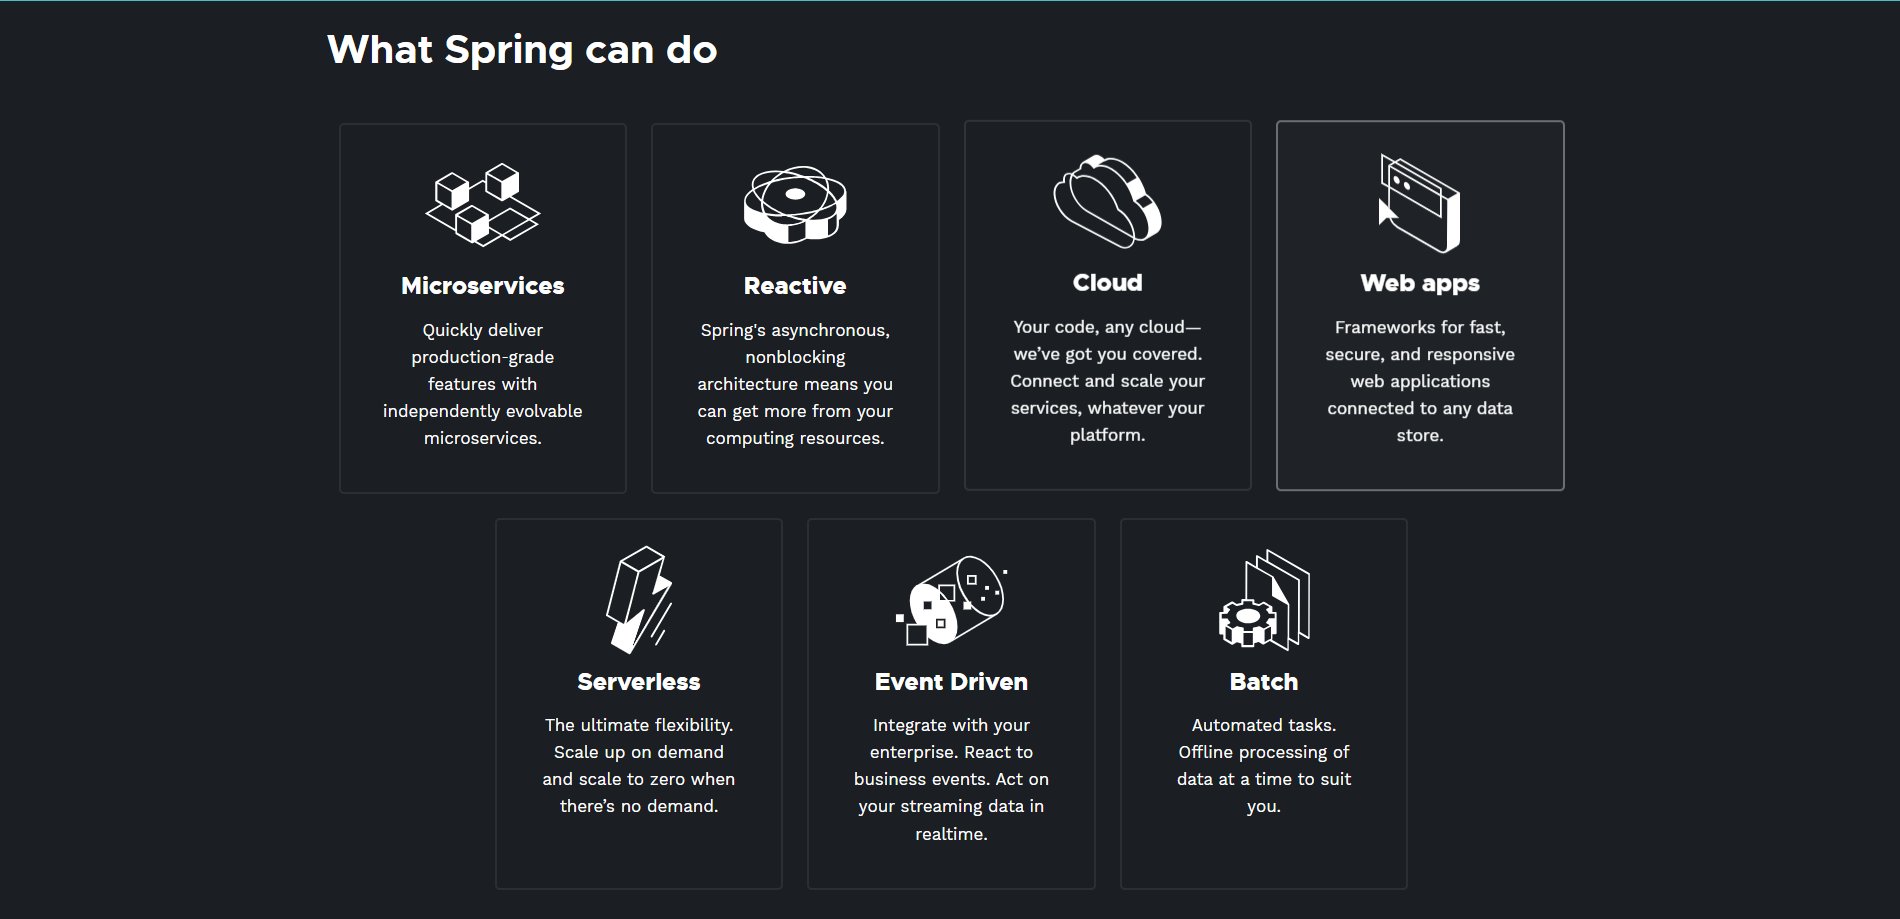 What Spring can do
Microservices
Quickly deliver
production-grade
features with
independently evolvable
microservices.
Reactive
Spring's asynchronous,
nonblocking
architecture means you
can get more from your
computing resources.
Cloud
Your code, any cloud—
we’ve got you covered.
Connect and scale your
services, whatever your
platform.
Web apps
Frameworks for fast,
secure, and responsive
web applications
connected to any data
store.
Serverless
The ultimate flexibility.
Scale up on demand
and scale to zero when
there’s no demand.
Event Driven
Integrate with your
enterprise. React to
business events. Act on
your streaming data in
realtime.
Batch
Automated tasks.
Offline processing of
data at a time to suit
you.